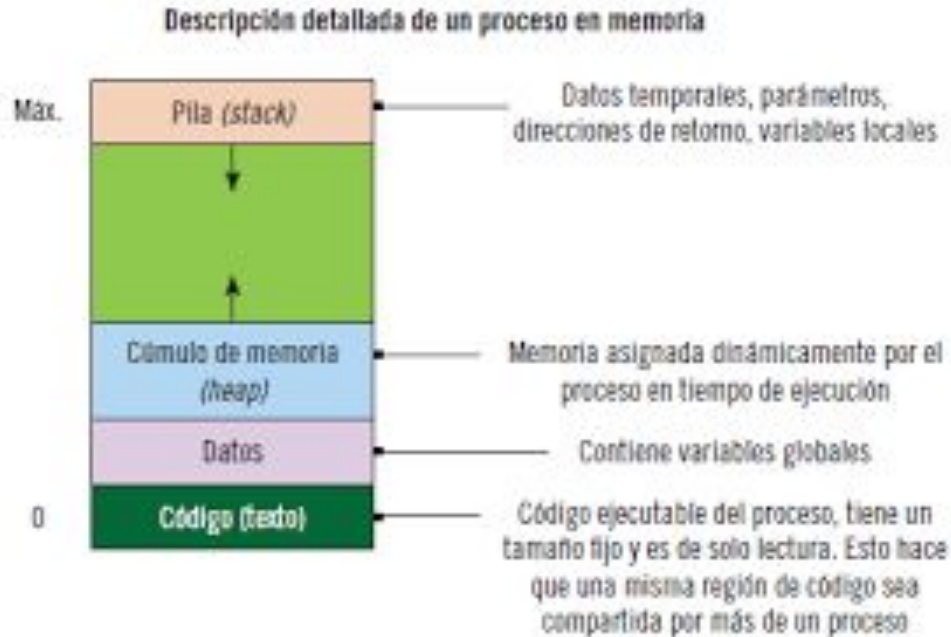 Descripción detallada de un proceso en memoria
Máx.
Pila (stack)
Datos temporales, parámetros,
direcciones de retorno, variables locales
Cúmulo de memoria
(heap)
Memoria asignada dinámicamente por el
proceso en tiempo de ejecución
Datos
Contiene variables globales
0
Código (texto)
Código ejecutable del proceso, tiene un
tamaño fijo y es de solo lectura. Esto hace
que una misma región de código sea
compartida por más de un proceso